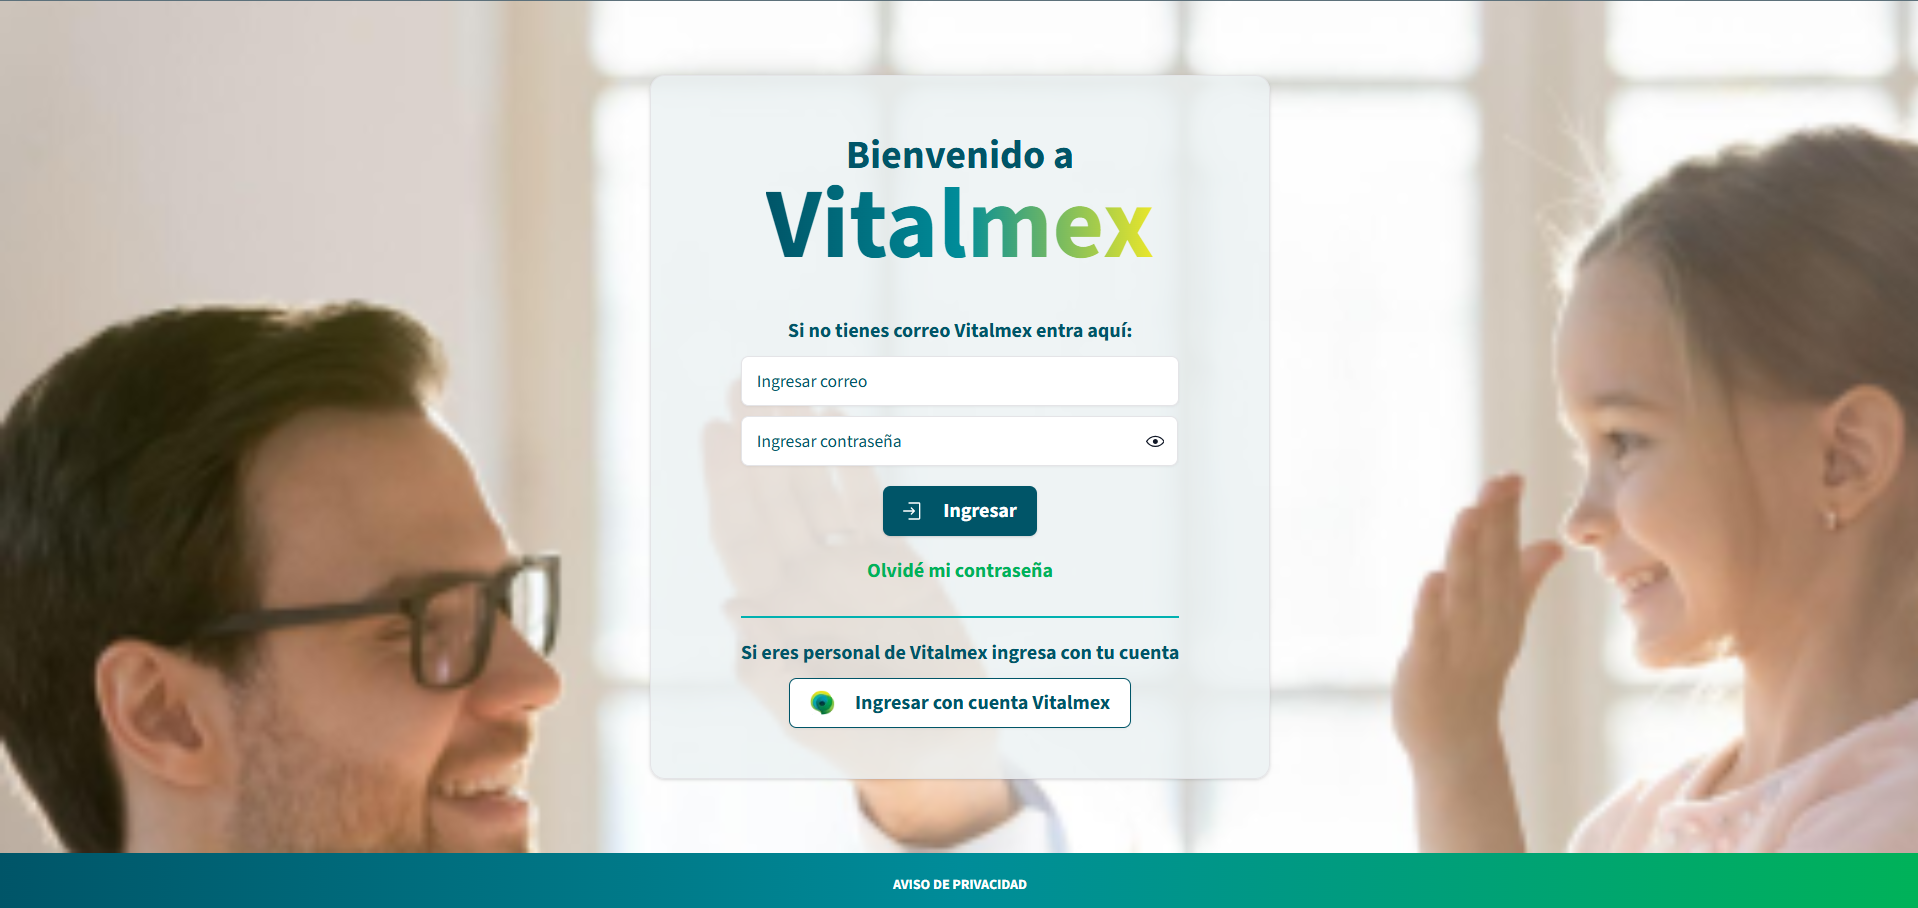 Bienvenido a
Vitalmex
Si no tienes correo Vitalmex entra aquí:
Ingresar correo
Ingresar contraseña
Ingresar
Olvidé mi contraseña
Si eres personal de Vitalmex ingresa con tu cuenta
Ingresar con cuenta Vitalmex
AVISO DE PRIVACIDAD